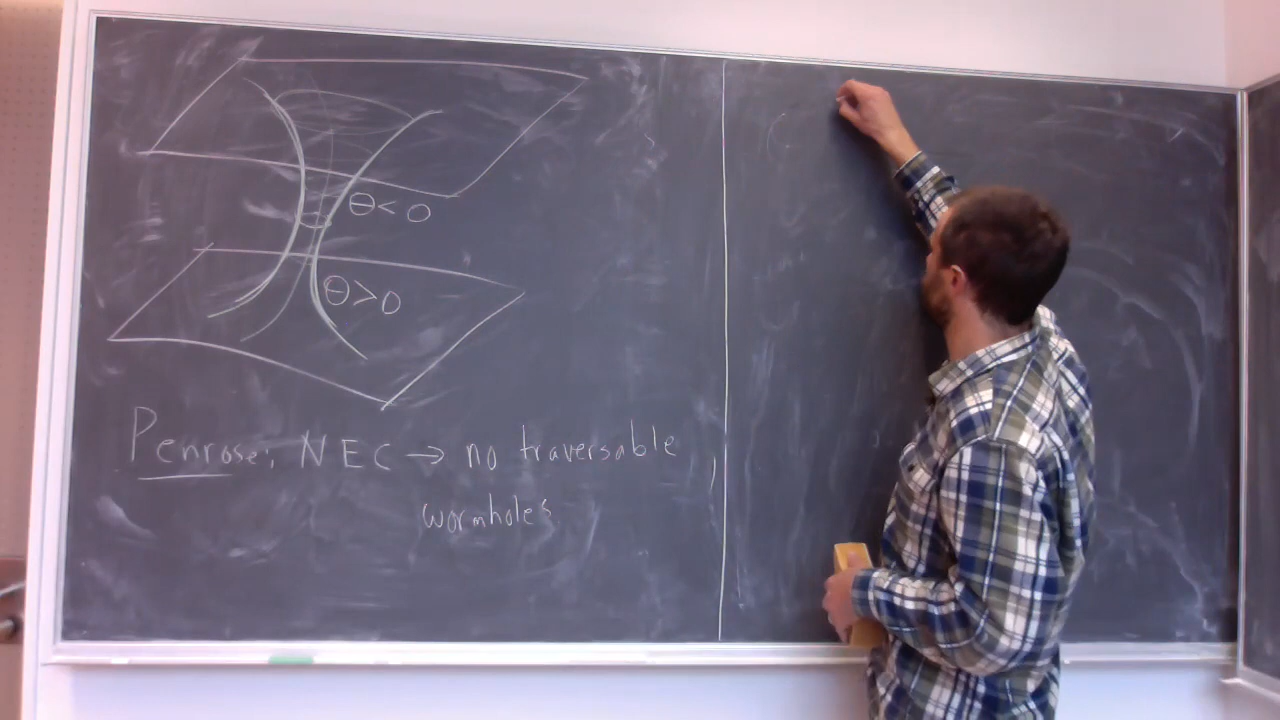 Θ < 0
Θ > 0
Penrose: NEC → no traversable
wormholes